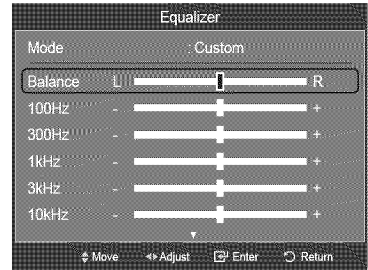 Equalizer
Mode : Custom
Balance L R
100Hz - +
300Hz - +
1kHz - +
3kHz - +
10kHz - +
Move Adjust Enter Return